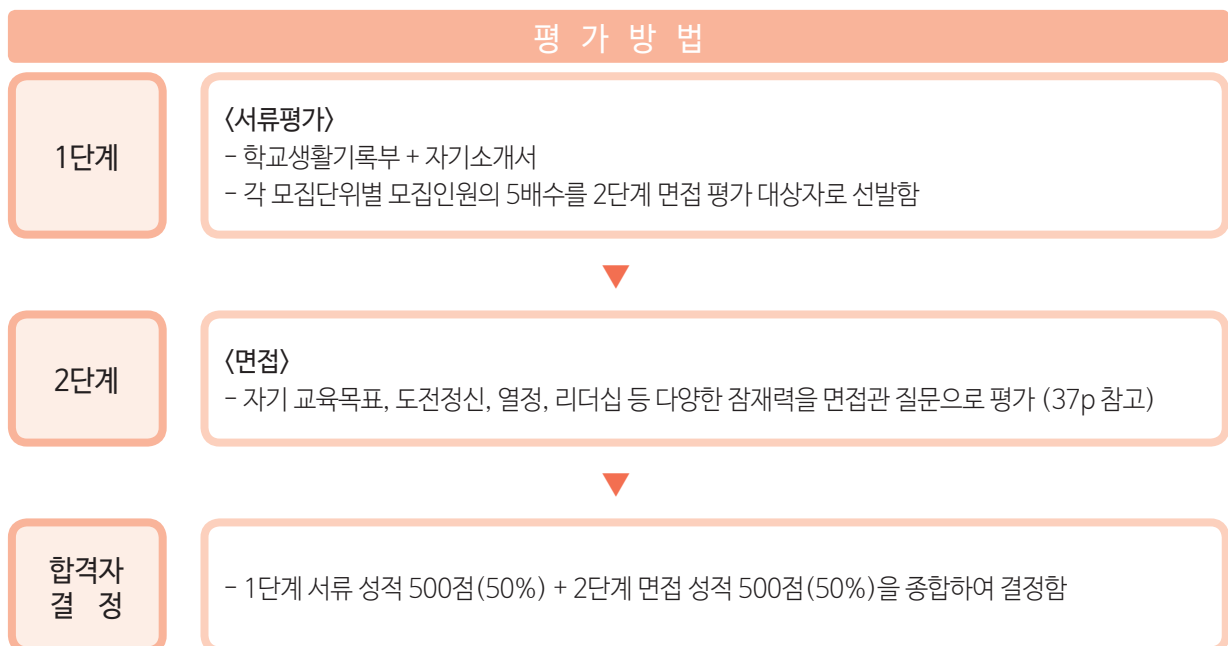 평 가 방 법
1단계
〈서류평가〉
- 학교생활기록부 + 자기소개서
- 각 모집단위별 모집인원의 5배수를 2단계 면접 평가 대상자로 선발함
2단계
〈면접〉
- 자기 교육목표, 도전정신, 열정, 리더십 등 다양한 잠재력을 면접관 질문으로 평가 (37p 참고)
합격자
결 정
- 1단계 서류 성적 500점(50%) + 2단계 면접 성적 500점(50%)을 종합하여 결정함